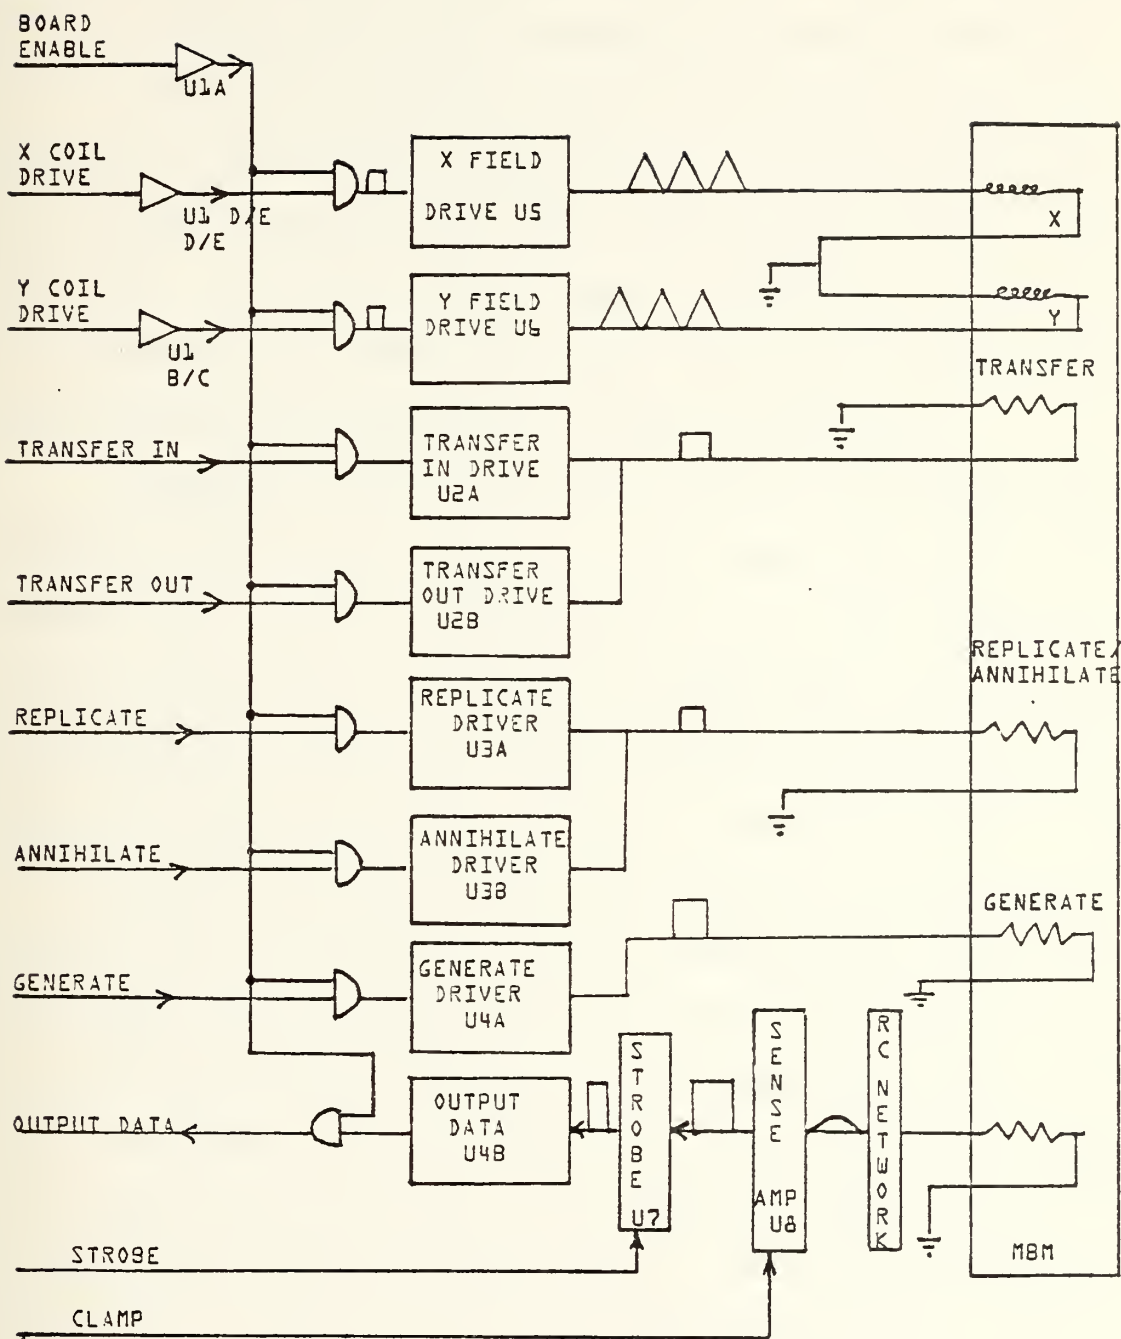 BOARD
ENABLE
U1A
X COIL
DRIVE
U1 D/E
D/E
X FIELD
DRIVE U5
X
Y COIL
DRIVE
U1
B/C
Y FIELD
DRIVE U6
Y
TRANSFER
TRANSFER IN
TRANSFER
IN DRIVE
U2A
TRANSFER OUT
TRANSFER
OUT DRIVE
U2B
REPLICATE/
ANNIHILATE
REPLICATE
REPLICATE
DRIVER
U3A
ANNIHILATE
ANNIHILATE
DRIVER
U3B
GENERATE
GENERATE
GENERATE
DRIVER
U4A
OUTPUT DATA
OUTPUT
DATA
U4B
STROBE
U7
SENSE
AMP
U8
RC NETWORK
MBM
STROBE
CLAMP